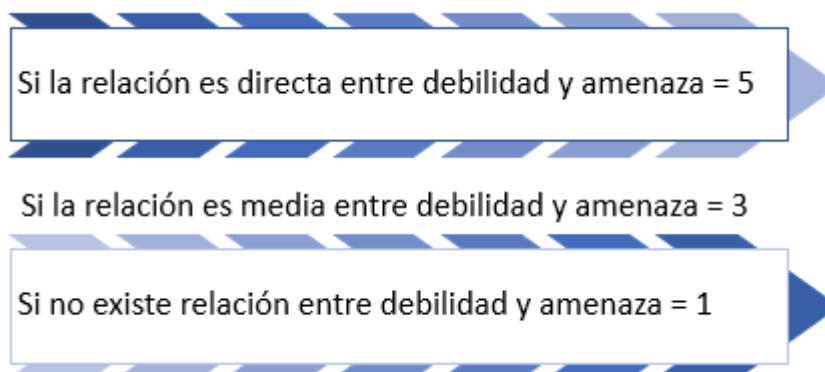 Si la relación es directa entre debilidad y amenaza = 5
Si la relación es media entre debilidad y amenaza = 3
Si no existe relación entre debilidad y amenaza = 1